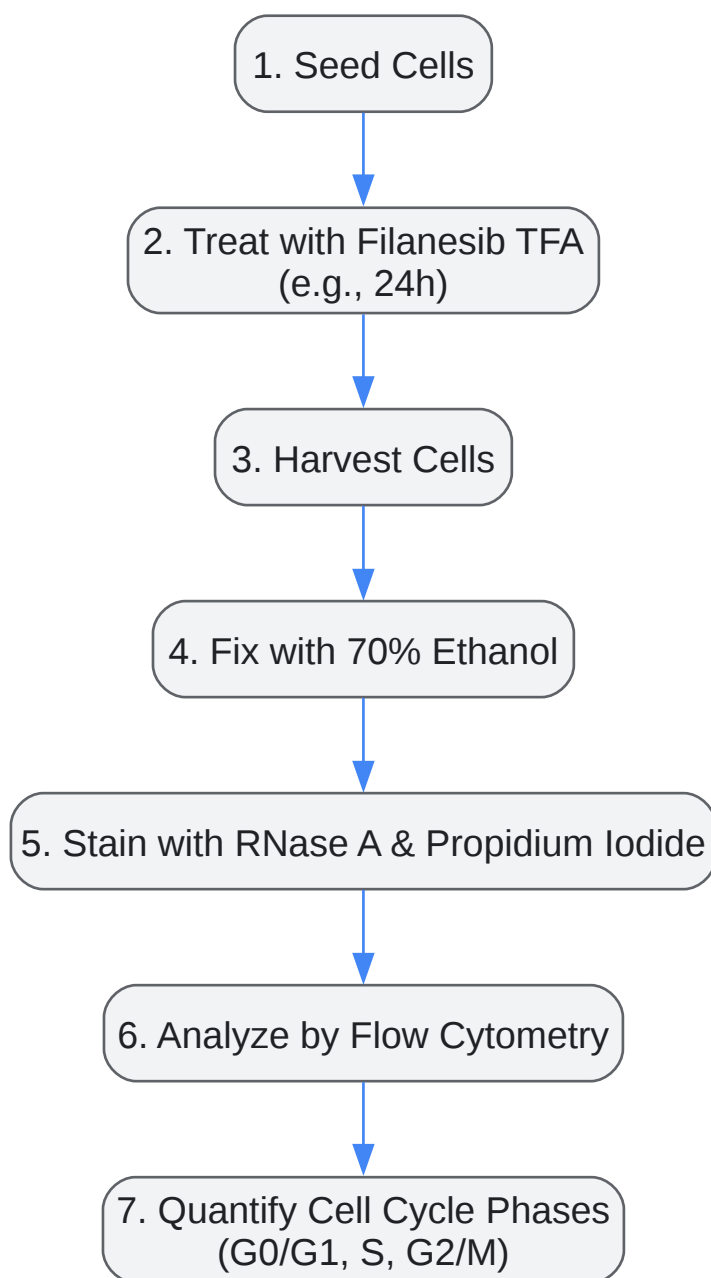 1. Seed Cells
2. Treat with Filanesib TFA
(e.g., 24h)
3. Harvest Cells
4. Fix with 70% Ethanol
5. Stain with RNase A & Propidium Iodide
6. Analyze by Flow Cytometry
7. Quantify Cell Cycle Phases
(G0/G1, S, G2/M)